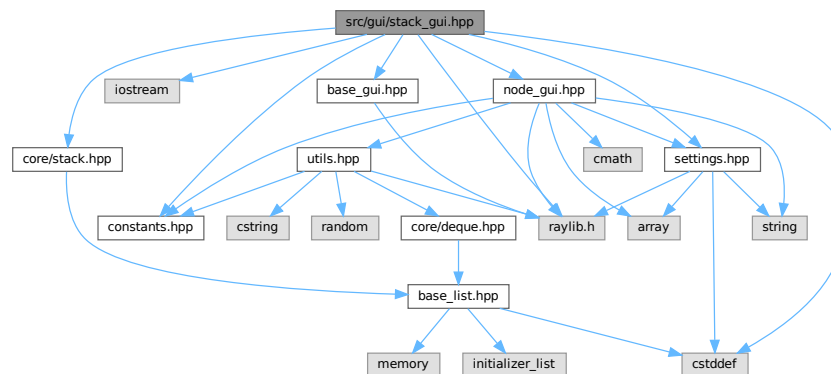 src/gui/stack_gui.hpp
iostream
base_gui.hpp
node_gui.hpp
core/stack.hpp
utils.hpp
cmath
settings.hpp
constants.hpp
cstring
random
core/deque.hpp
raylib.h
array
string
base_list.hpp
memory
initializer_list
cstddef